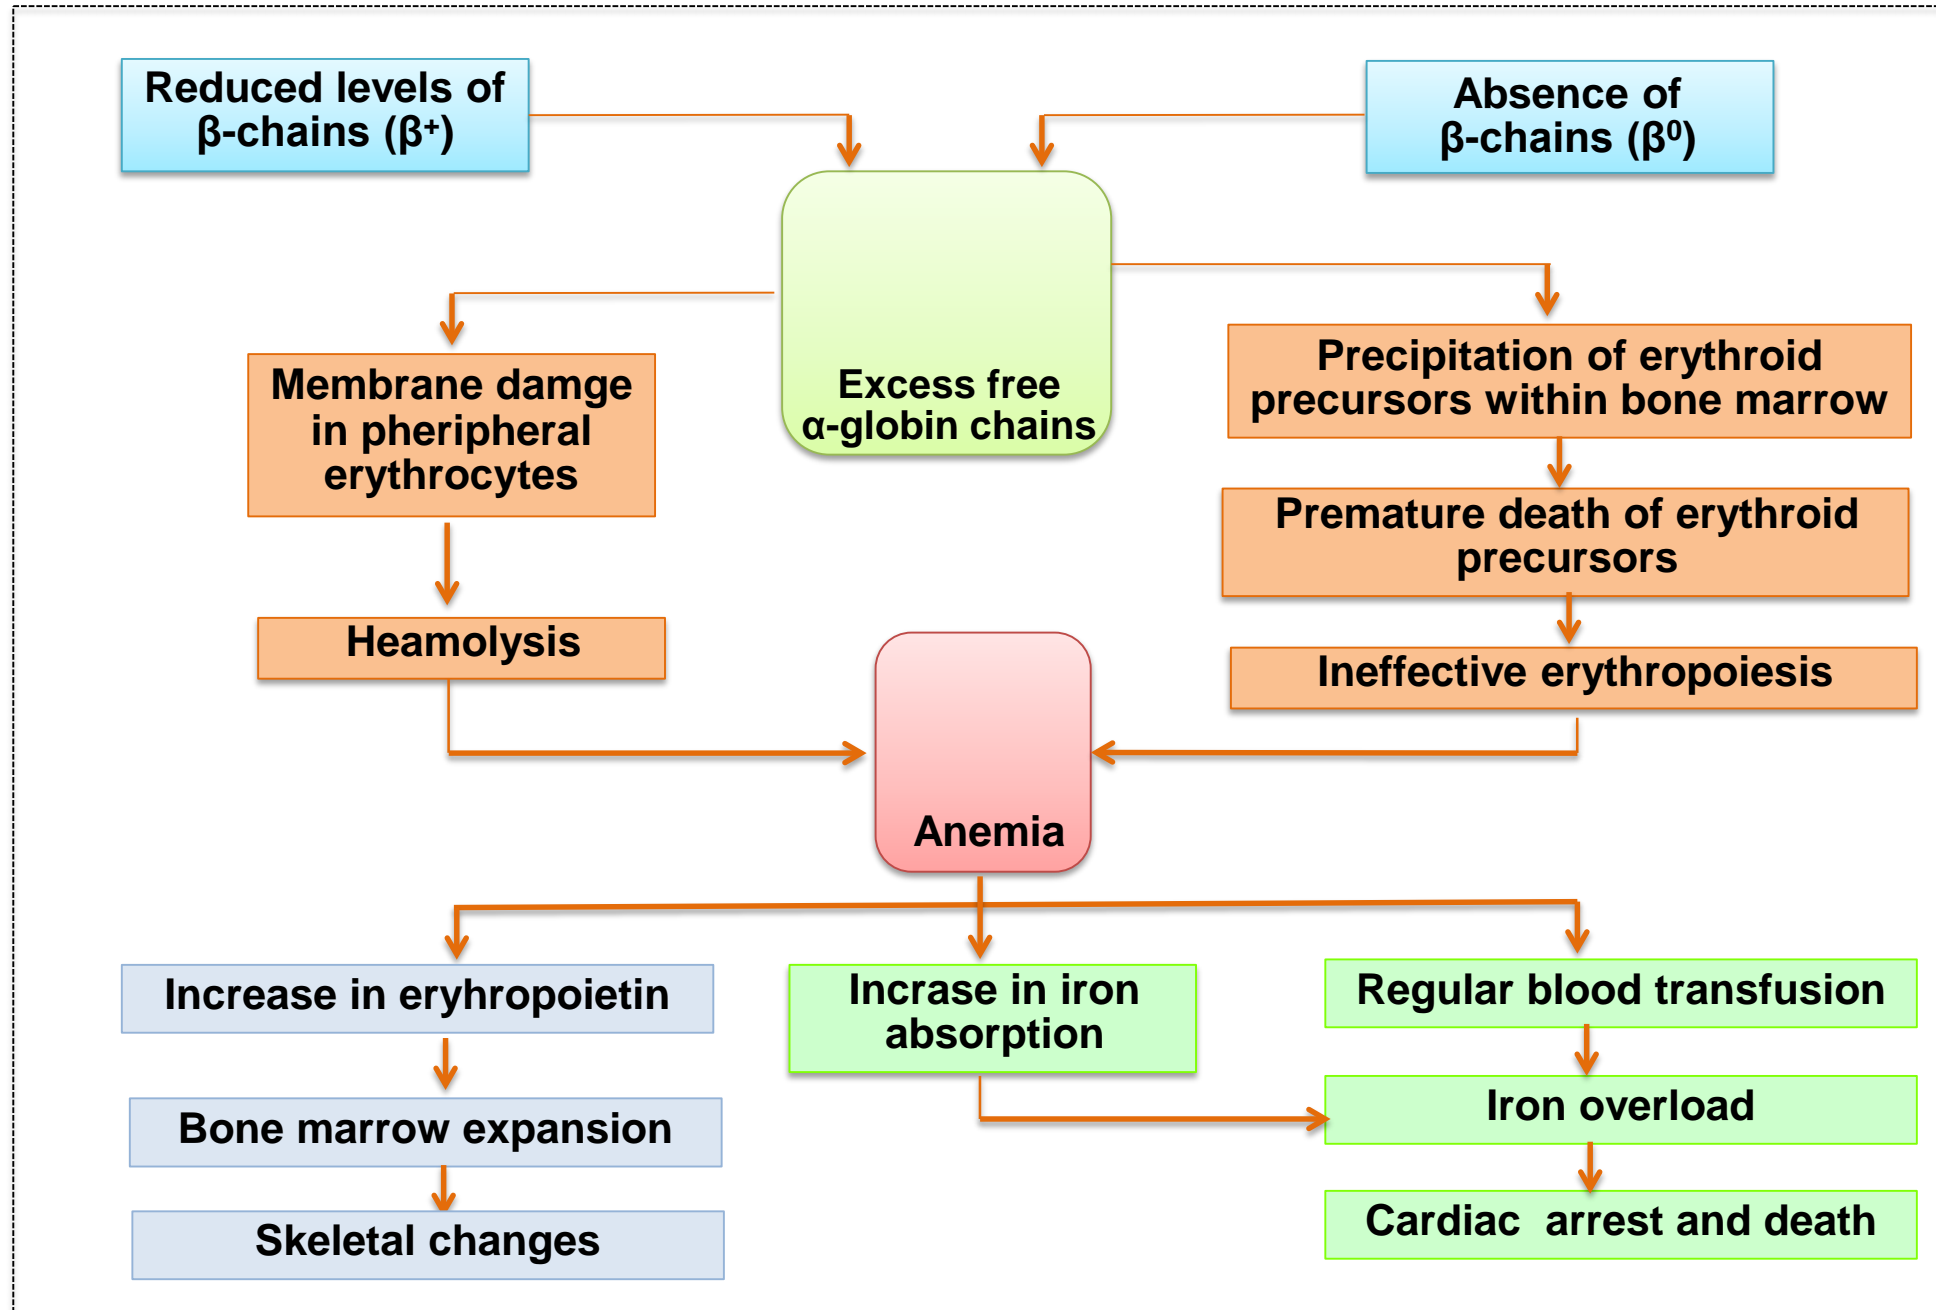 Reduced levels of
β-chains (β⁺)
Absence of
β-chains (β⁰)
Excess free
α-globin chains
Membrane damge
in pheripheral
erythrocytes
Precipitation of erythroid
precursors within bone marrow
Premature death of erythroid
precursors
Heamolysis
Ineffective erythropoiesis
Anemia
Increase in eryhropoietin
Incrase in iron
absorption
Regular blood transfusion
Bone marrow expansion
Iron overload
Skeletal changes
Cardiac  arrest and death